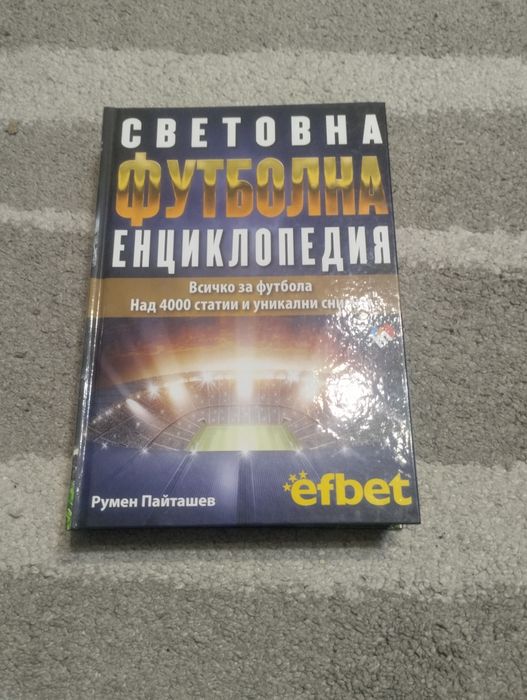 СВЕТОВНА
ФУТБОЛНА
ЕНЦИКЛОПЕДИЯ
Всичко за футбола
Над 4000 статии и уникални
Румен Пайташев
efbet